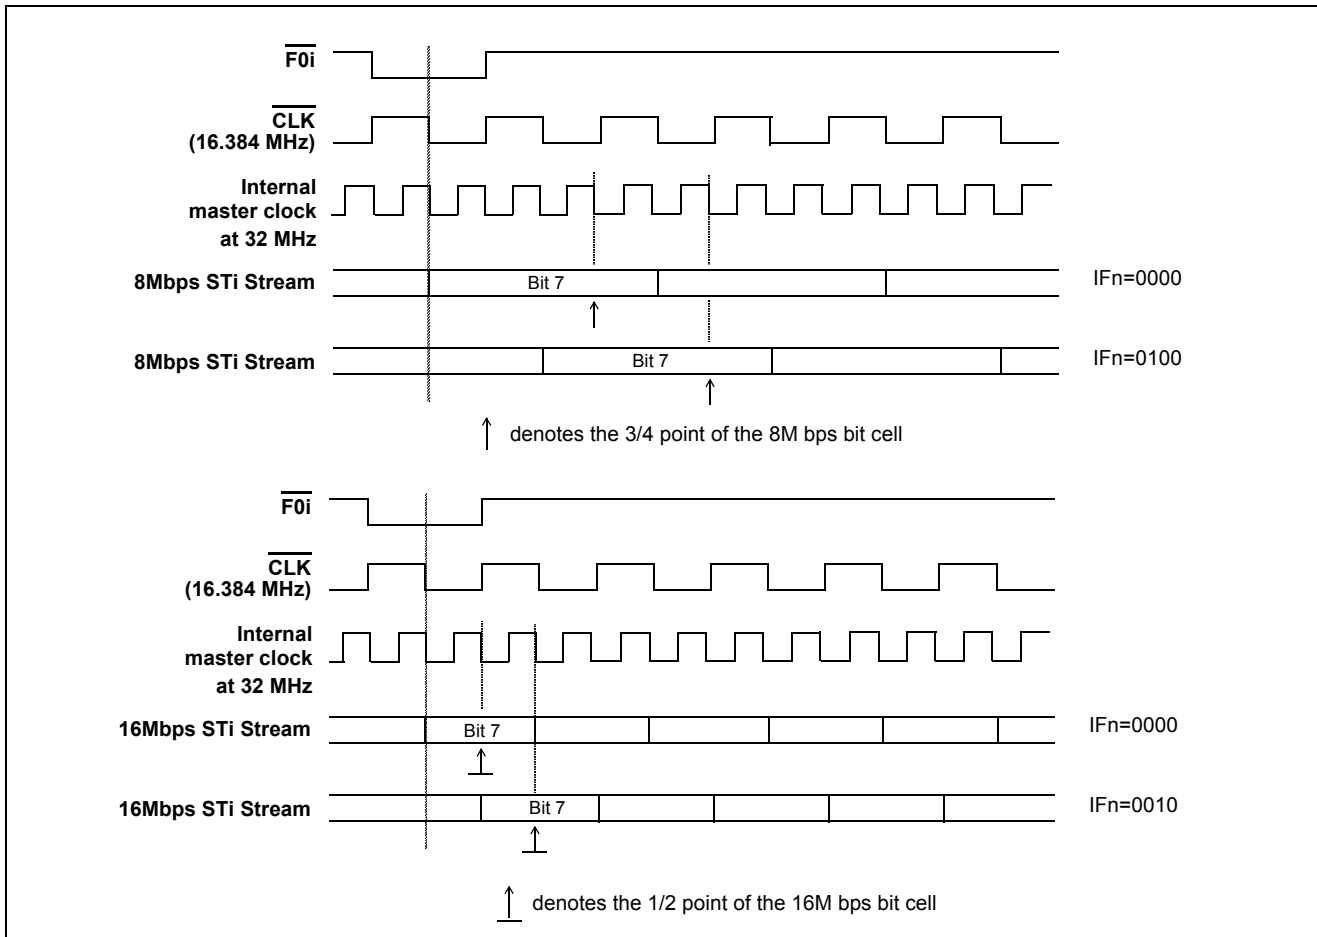 F0i
CLK
(16.384 MHz)
Internal
master clock
at 32 MHz
8Mbps STi Stream
Bit 7
IFn=0000
8Mbps STi Stream
Bit 7
IFn=0100
denotes the 3/4 point of the 8M bps bit cell
F0i
CLK
(16.384 MHz)
Internal
master clock
at 32 MHz
16Mbps STi Stream
Bit 7
IFn=0000
16Mbps STi Stream
Bit 7
IFn=0010
denotes the 1/2 point of the 16M bps bit cell